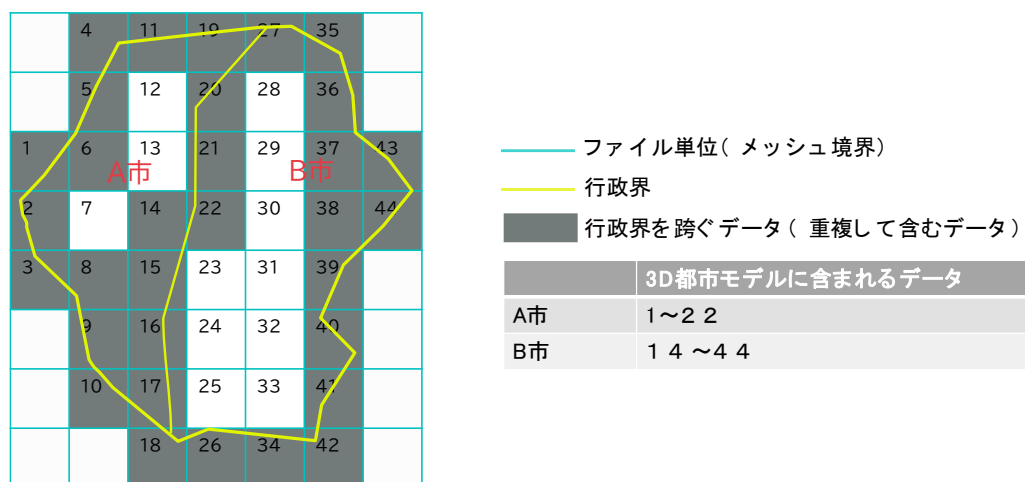 4 11 19 27 35
5 12 20 28 36
1 6 13 21 29 37 43
A市 B市
2 7 14 22 30 38 44
3 8 15 23 31 39
9 16 24 32 40
10 17 25 33 41
18 26 34 42
ファイル単位(メッシュ境界)
行政界
行政界を跨ぐデータ(重複して含むデータ)
3D都市モデルに含まれるデータ
A市 1~22
B市 14~44